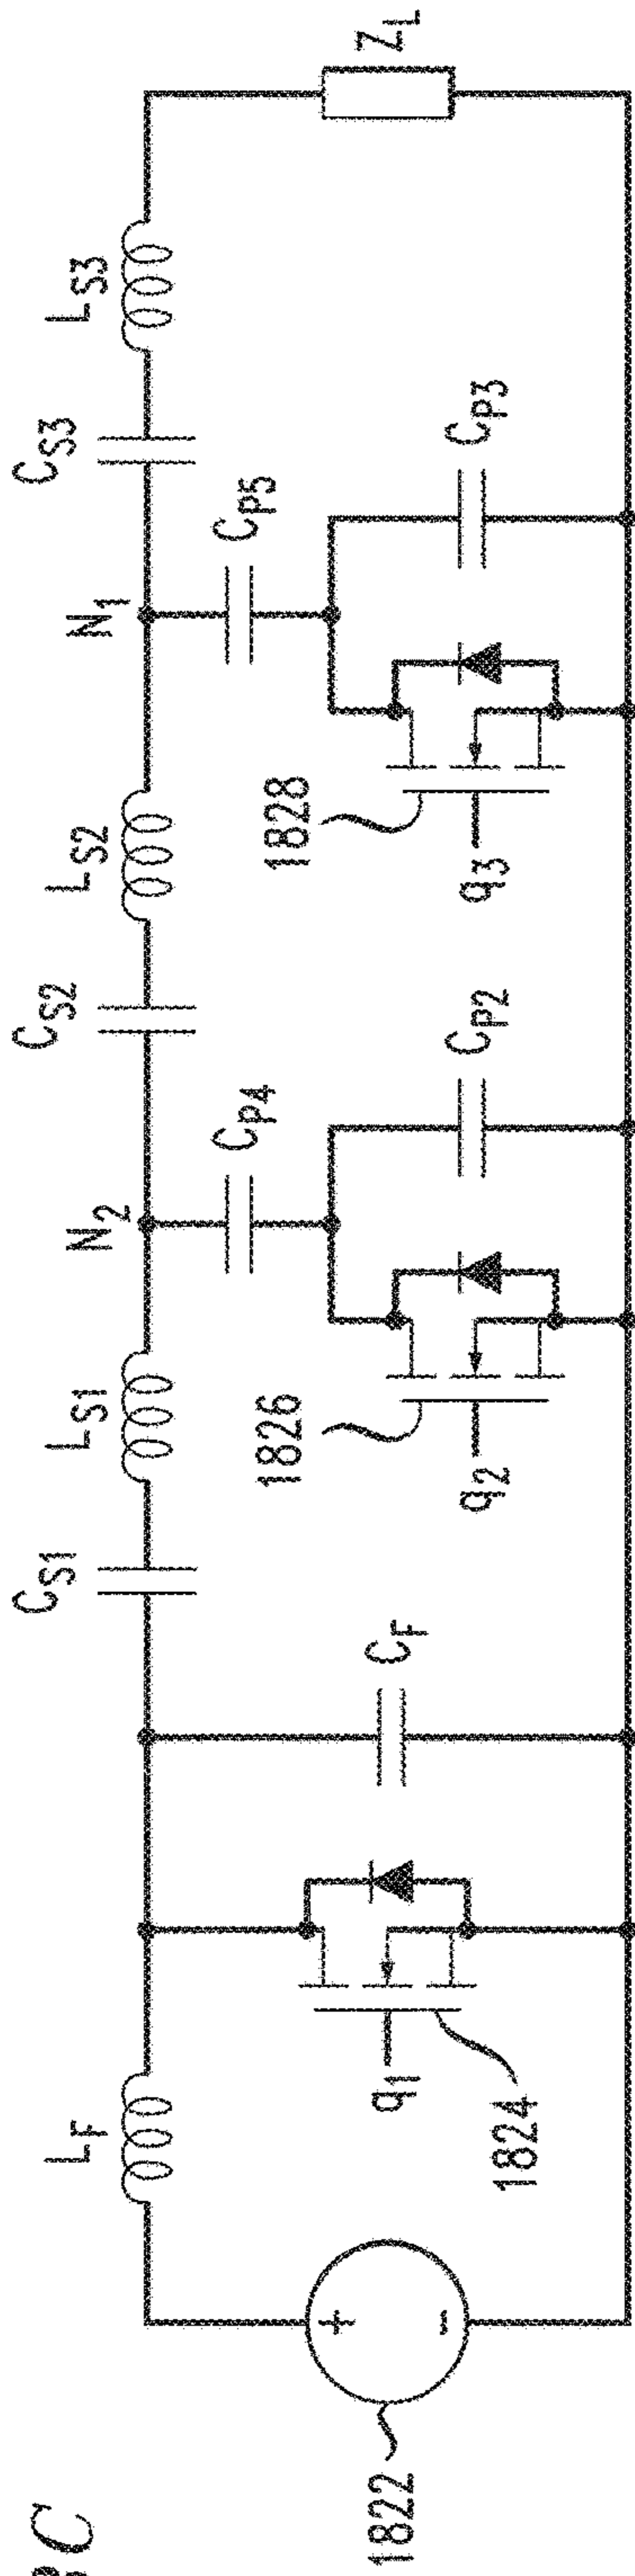 C
1822
L_F
q1
1824
C_F
C_S1
L_S1
N2
C_P4
1826
q2
C_P2
C_S2
L_S2
N1
C_P5
1828
q3
C_P3
C_S3
L_S3
Z_L
+
-